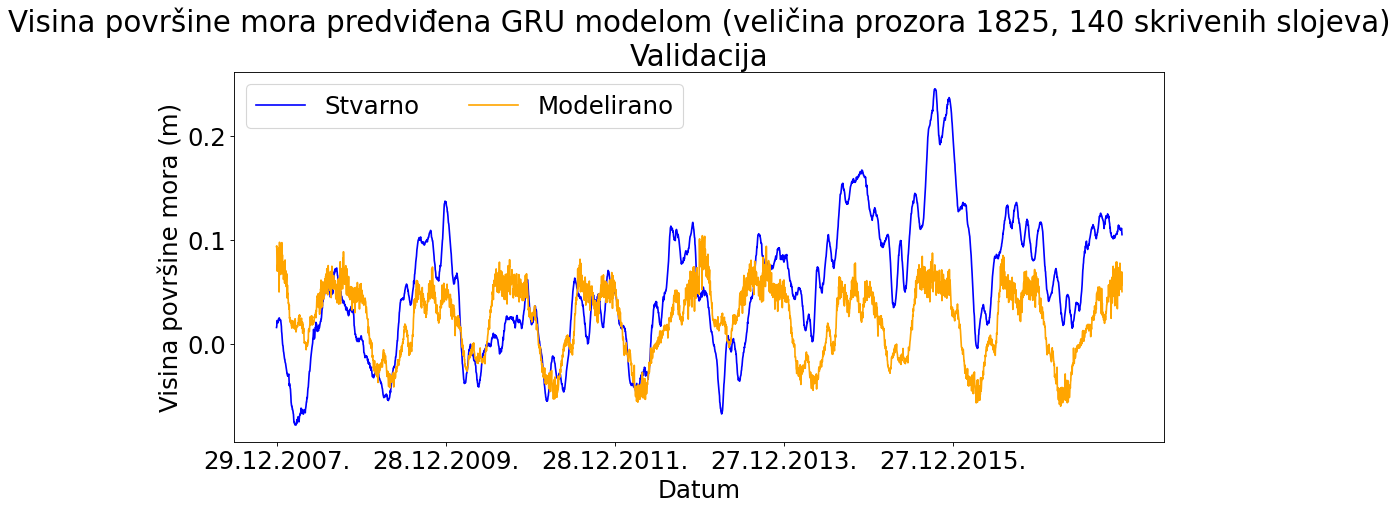 Visina površine mora predviđena GRU modelom (veličina prozora 1825, 140 skrivenih slojeva)
Validacija
Stvarno Modelirano
Visina površine mora (m)
0.2
0.1
0.0
29.12.2007. 28.12.2009. 28.12.2011. 27.12.2013. 27.12.2015.
Datum